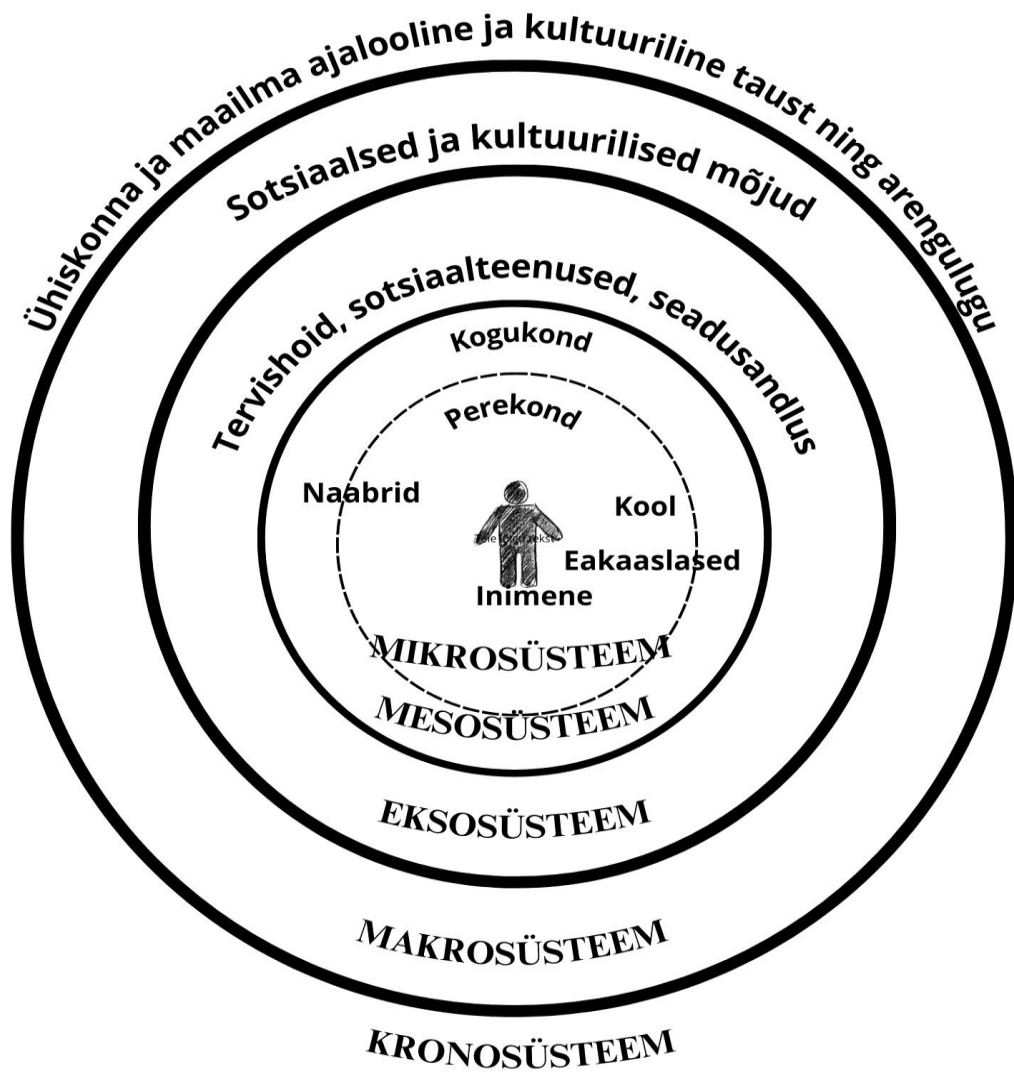 Ühiskonna ja maailma ajalooline ja kultuuriline taust ning arengulugu
Sotsiaalsed ja kultuurilised mõjud
Tervishoid, sotsiaalteenused, seadusandlus
Kogukond
Perekond
Naabrid
Kool
Eakaaslased
Inimene
MIKROSÜSTEEM
MESOSÜSTEEM
EKSOSÜSTEEM
MAKROSÜSTEEM
KRONOSÜSTEEM